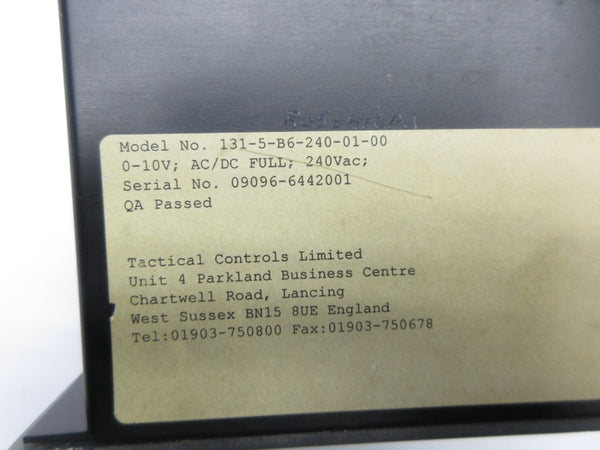 Model No. 131-5-B6-240-01-00
0-10V; AC/DC FULL; 240Vac;
Serial No. 09096-6442001
QA Passed
Tactical Controls Limited
Unit 4 Parkland Business Centre
Chartwell Road, Lancing
West Sussex BN15 8UE England
Tel:01903-750800 Fax:01903-750678